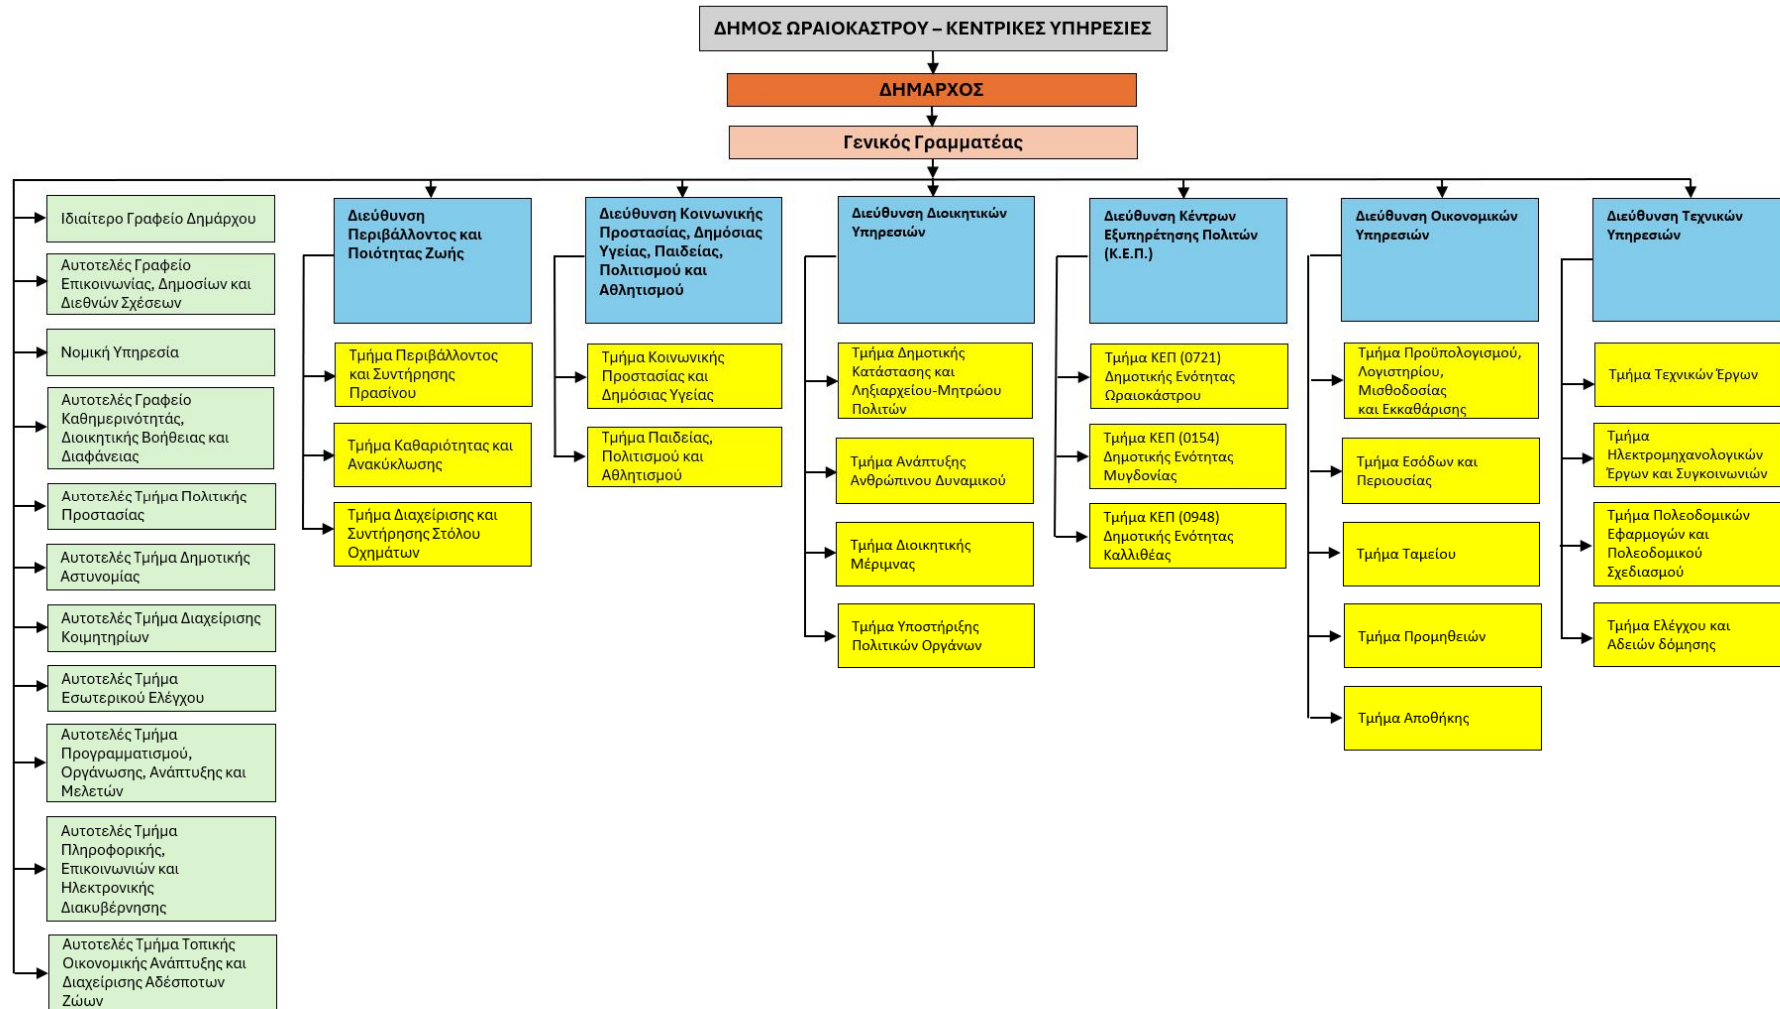 ΔΗΜΟΣ ΩΡΑΙΟΚΑΣΤΡΟΥ – ΚΕΝΤΡΙΚΕΣ ΥΠΗΡΕΣΙΕΣ
ΔΗΜΑΡΧΟΣ
Γενικός Γραμματέας
Ιδιαίτερο Γραφείο Δημάρχου
Αυτοτελές Γραφείο
Επικοινωνίας, Δημοσίων και
Διεθνών Σχέσεων
Νομική Υπηρεσία
Αυτοτελές Γραφείο
Καθημερινότητάς,
Διοικητικής Βοήθειας και
Διαφάνειας
Αυτοτελές Τμήμα Πολιτικής
Προστασίας
Αυτοτελές Τμήμα Δημοτικής
Αστυνομίας
Αυτοτελές Τμήμα Διαχείρισης
Κοιμητηρίων
Αυτοτελές Τμήμα
Εσωτερικού Ελέγχου
Αυτοτελές Τμήμα
Προγραμματισμού,
Οργάνωσης, Ανάπτυξης και
Μελετών
Αυτοτελές Τμήμα
Πληροφορικής,
Επικοινωνιών και
Ηλεκτρονικής
Διακυβέρνησης
Αυτοτελές Τμήμα Τοπικής
Οικονομικής Ανάπτυξης και
Διαχείρισης Αδέσποτων
Ζώων
Διεύθυνση
Περιβάλλοντος και
Ποιότητας Ζωής
Τμήμα Περιβάλλοντος
και Συντήρησης
Πρασίνου
Τμήμα Καθαριότητας και
Ανακύκλωσης
Τμήμα Διαχείρισης και
Συντήρησης Στόλου
Οχημάτων
Διεύθυνση Κοινωνικής
Προστασίας, Δημόσιας
Υγείας, Παιδείας,
Πολιτισμού και
Αθλητισμού
Τμήμα Κοινωνικής
Προστασίας και
Δημόσιας Υγείας
Τμήμα Παιδείας,
Πολιτισμού και
Αθλητισμού
Διεύθυνση Διοικητικών
Υπηρεσιών
Τμήμα Δημοτικής
Κατάστασης και
Ληξιαρχείου-Μητρώου
Πολιτών
Τμήμα Ανάπτυξης
Ανθρώπινου Δυναμικού
Τμήμα Διοικητικής
Μέριμνας
Τμήμα Υποστήριξης
Πολιτικών Οργάνων
Διεύθυνση Κέντρων
Εξυπηρέτησης Πολιτών
(Κ.Ε.Π.)
Τμήμα ΚΕΠ (0721)
Δημοτικής Ενότητας
Ωραιοκάστρου
Τμήμα ΚΕΠ (0154)
Δημοτικής Ενότητας
Μυγδονίας
Τμήμα ΚΕΠ (0948)
Δημοτικής Ενότητας
Καλλιθέας
Διεύθυνση Οικονομικών
Υπηρεσιών
Τμήμα Προϋπολογισμού,
Λογιστηρίου,
Μισθοδοσίας
και Εκκαθάρισης
Τμήμα Εσόδων και
Περιουσίας
Τμήμα Ταμείου
Τμήμα Προμηθειών
Τμήμα Αποθήκης
Διεύθυνση Τεχνικών
Υπηρεσιών
Τμήμα Τεχνικών Έργων
Τμήμα
Ηλεκτρομηχανολογικών
Έργων και Συγκοινωνιών
Τμήμα Πολεοδομικών
Εφαρμογών και
Πολεοδομικού
Σχεδιασμού
Τμήμα Ελέγχου και
Αδειών δόμησης